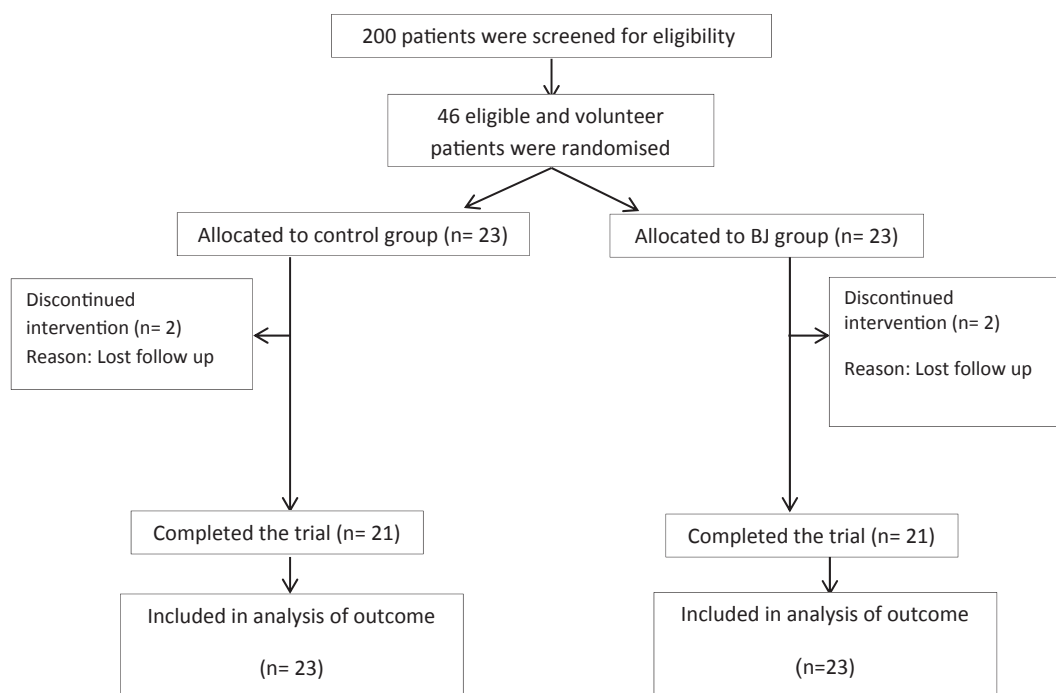 200 patients were screened for eligibility
46 eligible and volunteer
patients were randomised
Allocated to control group (n= 23)
Allocated to BJ group (n= 23)
Discontinued
intervention (n= 2)
Reason: Lost follow up
Discontinued
intervention (n= 2)
Reason: Lost follow up
Completed the trial (n= 21)
Completed the trial (n= 21)
Included in analysis of outcome
(n= 23)
Included in analysis of outcome
(n=23)